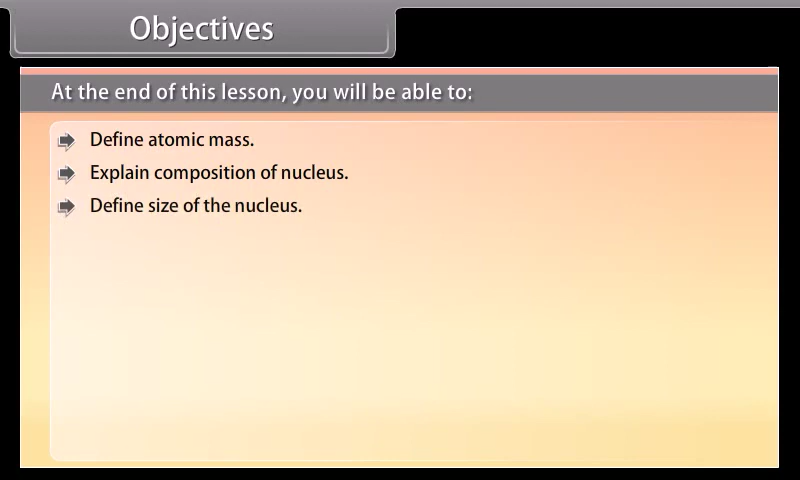 Objectives
At the end of this lesson, you will be able to:
Define atomic mass.
Explain composition of nucleus.
Define size of the nucleus.